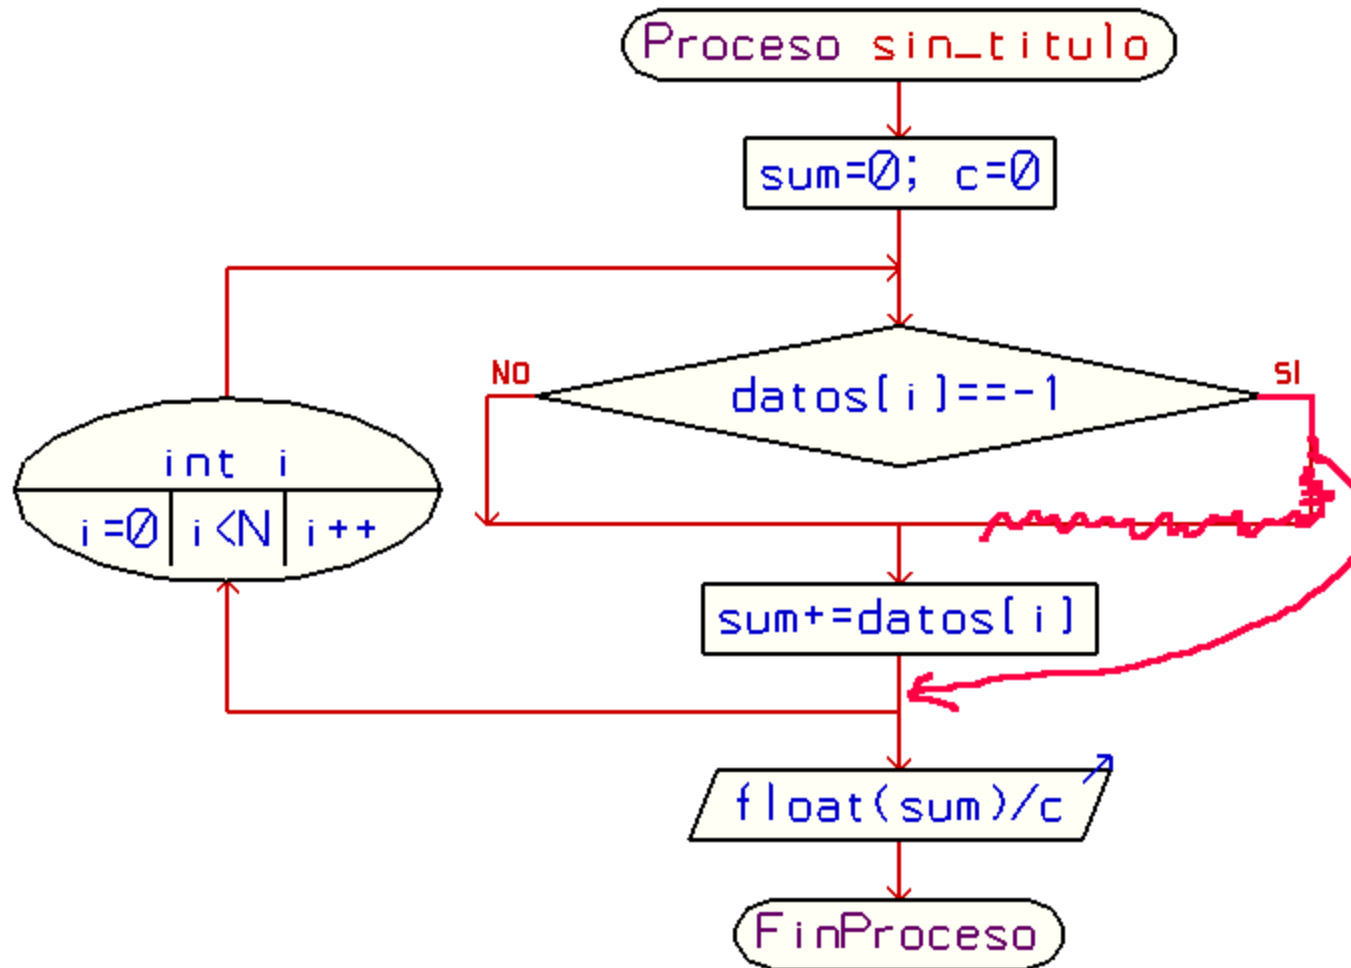 Proceso sin_titulo
sum=0; c=0
NO
SI
datos[i]==-1
int i
i=0 i<N i++
sum+=datos[i]
float(sum)/c
FinProceso